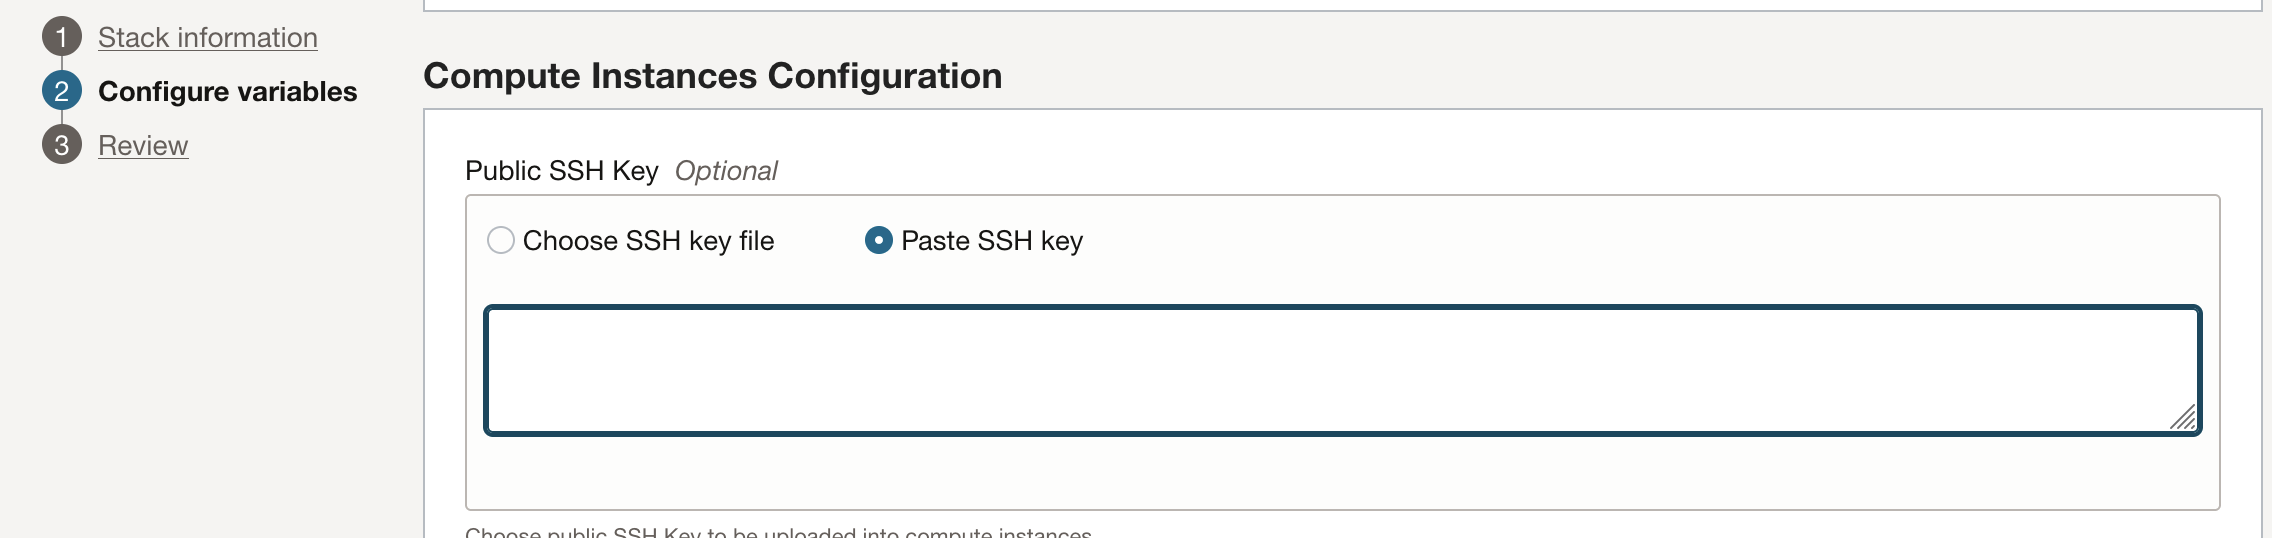 1 Stack information
2 Configure variables
3 Review
Compute Instances Configuration
Public SSH Key Optional
Choose SSH key file
Paste SSH key
Choose public SSH Key to be uploaded into compute instances